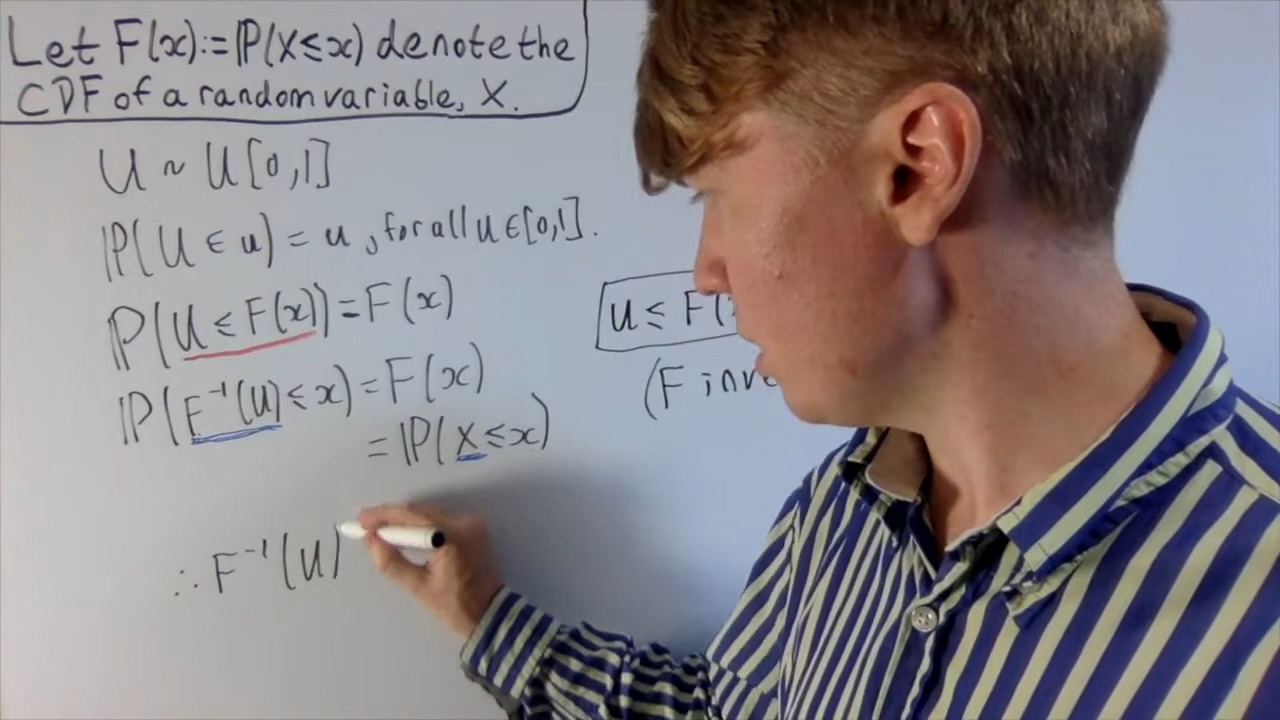 Let F(x):=ℙ(X≤x) denote the
CDF of a random variable, X.
U ~ U[0,1]
ℙ(U ≤ u) = u, for all u ∈ [0,1].
ℙ(U ≤ F(x)) = F(x)
U ≤ F(
ℙ(F⁻¹(U) ≤ x) = F(x)
(F inv
= ℙ(X ≤ x)
∴ F⁻¹(U)